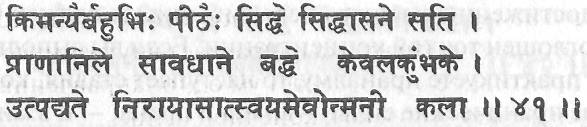 किमन्यैर्बहुभिः पीठैः सिद्धे सिद्धासने सति ।
प्राणानिले सावधाने बद्धे केवलकुंभके ।
उत्पद्यते निरायासात्स्वयमेवोन्मनी कला ॥ ४१ ॥